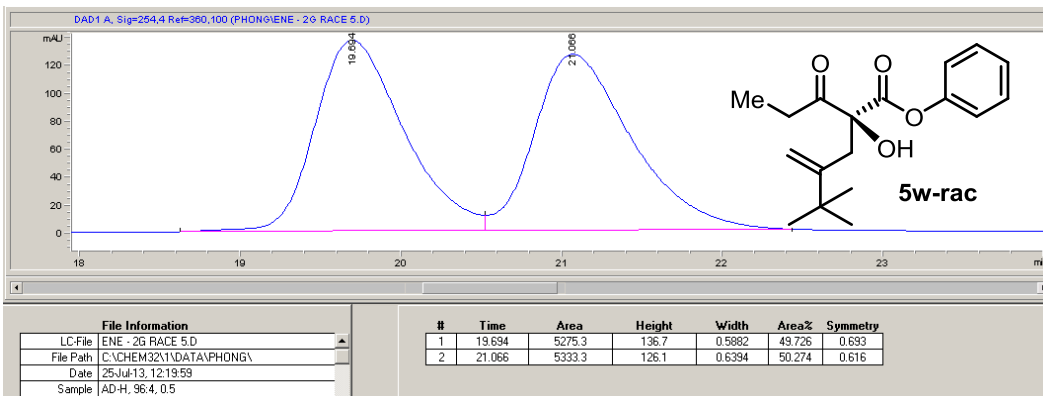 DAD1 A, Sig=254,4 Ref=360,100 (PHONG\ENE - 2G RACE 5.D)
mAU
120
100
80
60
40
20
0
19.694
21.066
18
19
20
21
22
23
O
O
Me
O
OH
5w-rac
File Information
LC-File ENE - 2G RACE 5.D
File Path C:\CHEM32\1\DATA\PHONG\
Date 25-Jul-13, 12:19:59
Sample AD-H, 96:4, 0.5
# Time Area Height Width Area% Symmetry
1 19.694 5275.3 136.7 0.5882 49.726 0.693
2 21.066 5333.3 126.1 0.6394 50.274 0.616